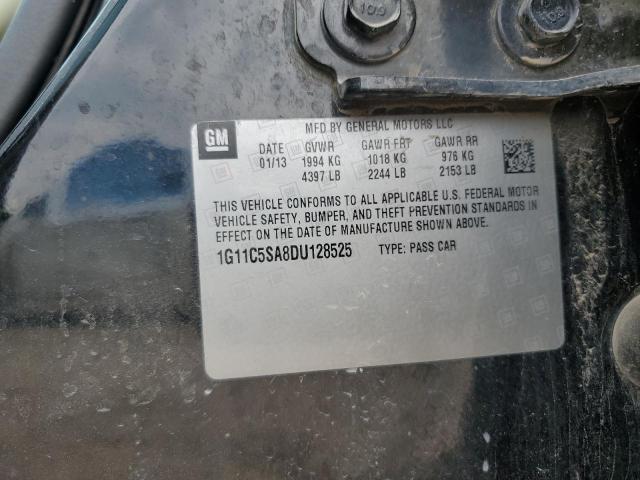 109
GM
MFD BY GENERAL MOTORS LLC
DATE GVWR GAWR FRT GAWR RR
01/13 1994 KG 1018 KG 976 KG
4397 LB 2244 LB 2153 LB
THIS VEHICLE CONFORMS TO ALL APPLICABLE U.S. FEDERAL MOTOR
VEHICLE SAFETY, BUMPER, AND THEFT PREVENTION STANDARDS IN
EFFECT ON THE DATE OF MANUFACTURE SHOWN ABOVE.
1G11C5SA8DU128525 TYPE: PASS CAR